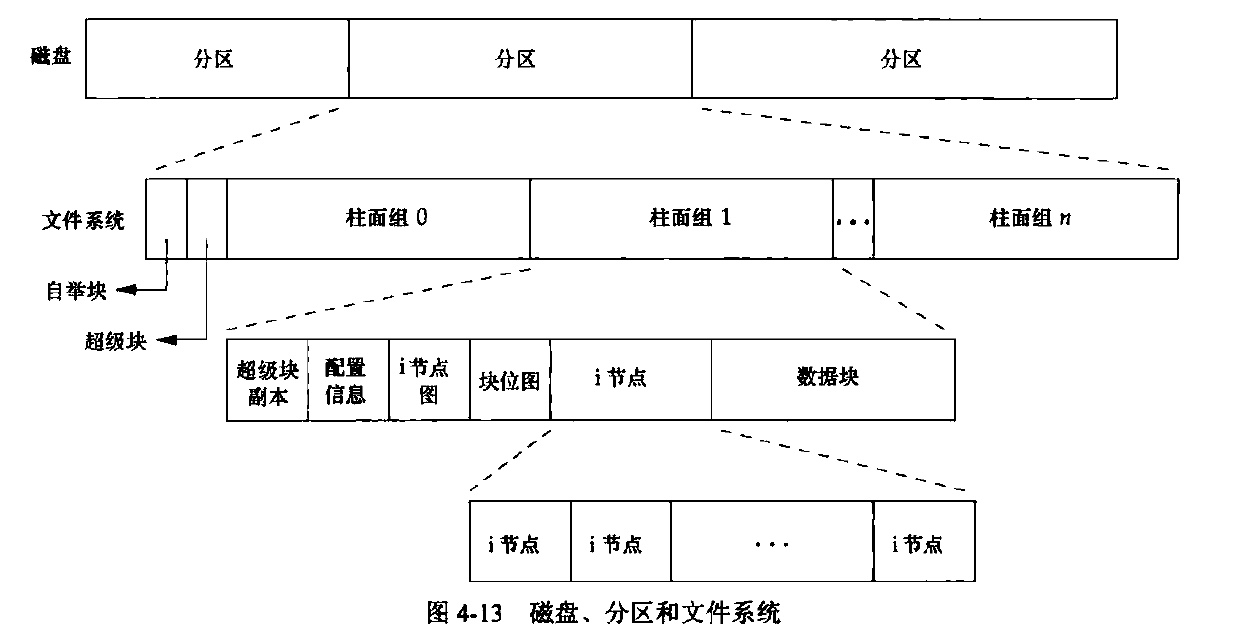 磁盘
分区
分区
分区
文件系统
柱面组 0
柱面组 1
...
柱面组 n
自举块
超级块
超级块
副本
配置
信息
i 节点
图
块位图
i 节点
数据块
i 节点
i 节点
...
i 节点
图 4-13 磁盘、分区和文件系统